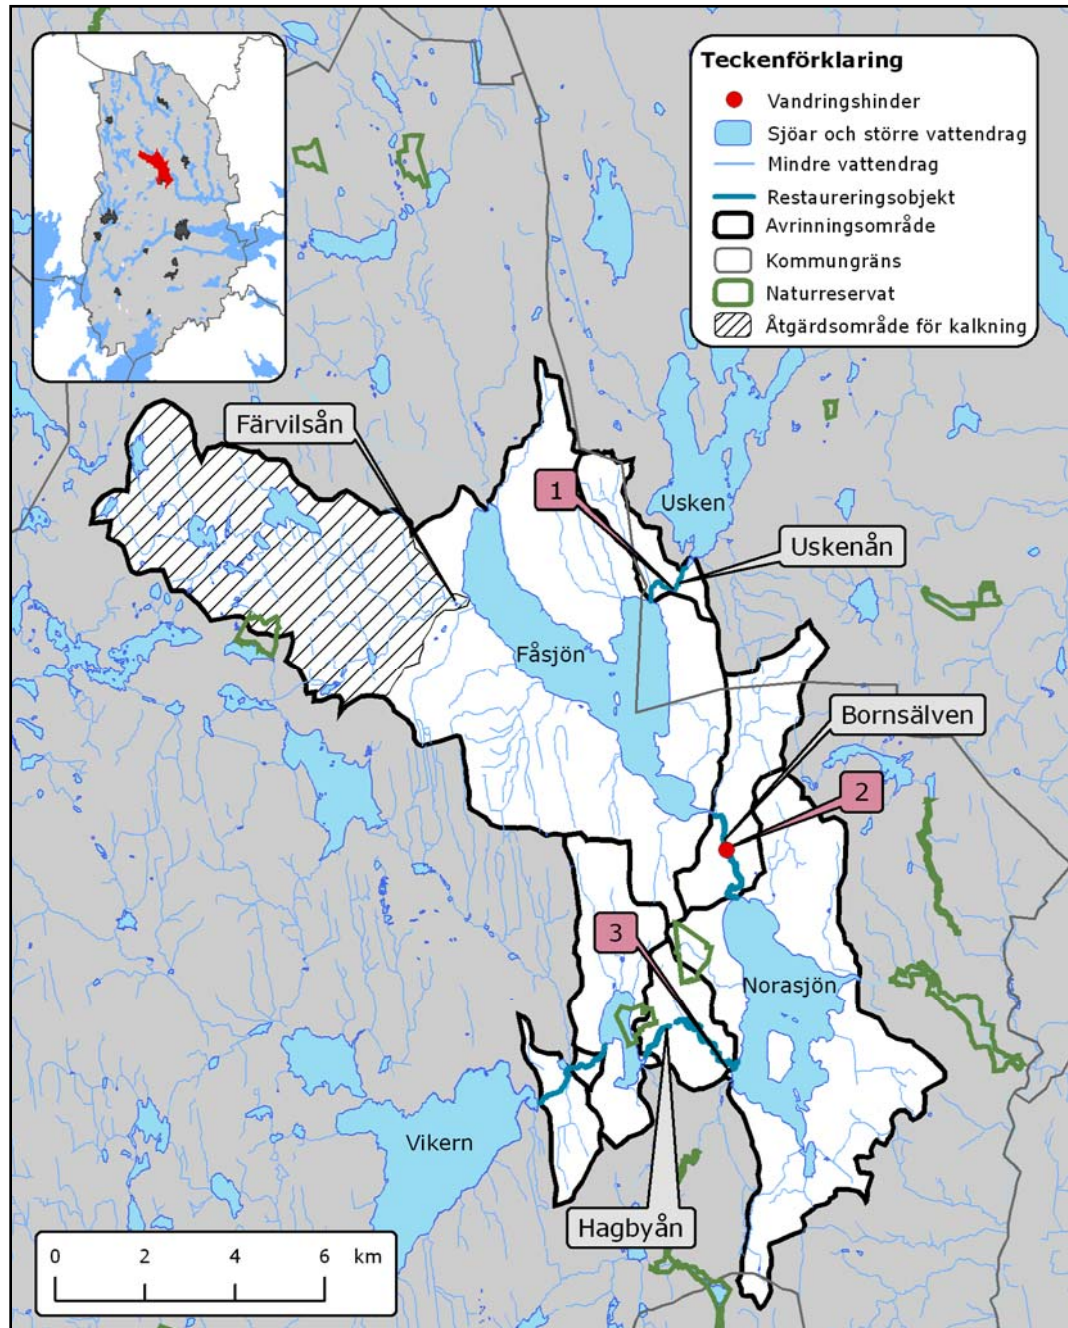 Teckenförklaring
Vandringshinder
Sjöar och större vattendrag
Mindre vattendrag
Restaureringsobjekt
Avrinningsområde
Kommungräns
Naturreservat
Åtgärdsområde för kalkning
Färvilsån
1
Usken
Uskenån
Fåsjön
Bornsälven
2
3
Norasjön
Vikern
Hagbyån
0 2 4 6 km